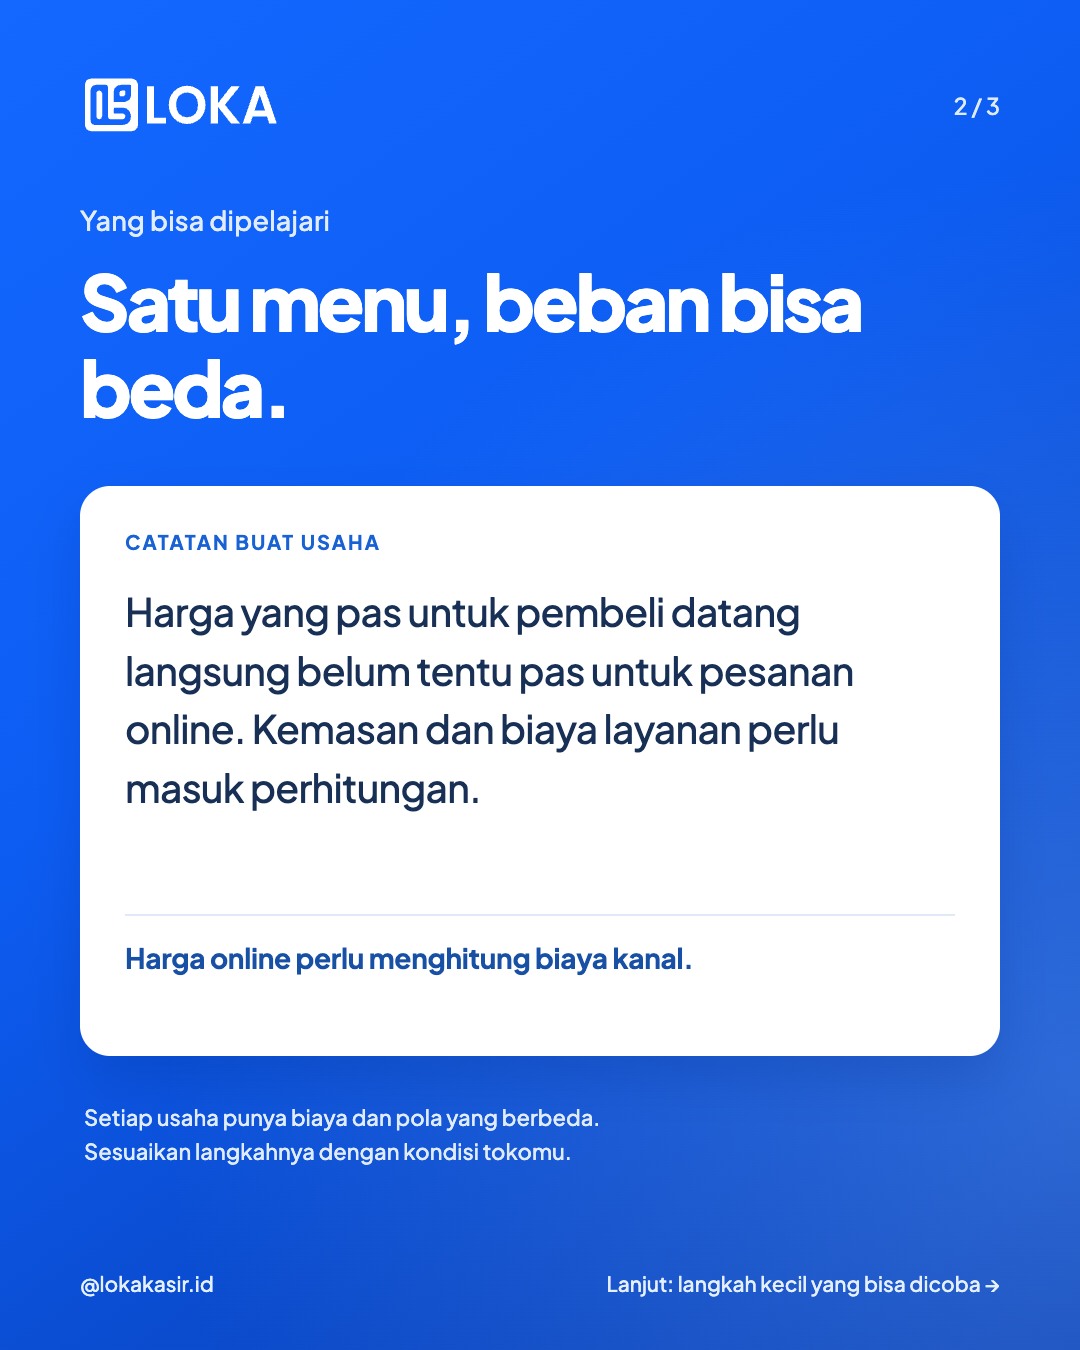 LOKA
2 / 3
Yang bisa dipelajari
Satu menu, beban bisa
beda.
CATATAN BUAT USAHA
Harga yang pas untuk pembeli datang
langsung belum tentu pas untuk pesanan
online. Kemasan dan biaya layanan perlu
masuk perhitungan.
Harga online perlu menghitung biaya kanal.
Setiap usaha punya biaya dan pola yang berbeda.
Sesuaikan langkahnya dengan kondisi tokomu.
@lokakasir.id
Lanjut: langkah kecil yang bisa dicoba →